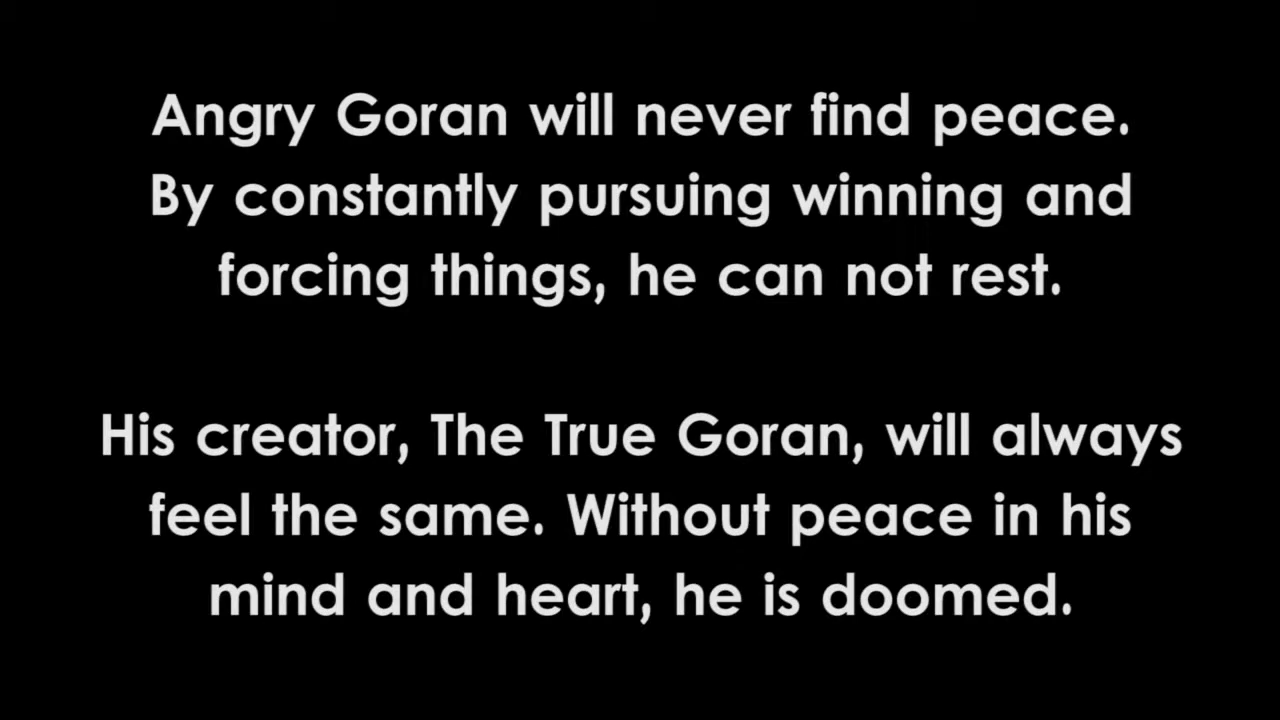 Angry Goran will never find peace.
By constantly pursuing winning and
forcing things, he can not rest.
His creator, The True Goran, will always
feel the same. Without peace in his
mind and heart, he is doomed.